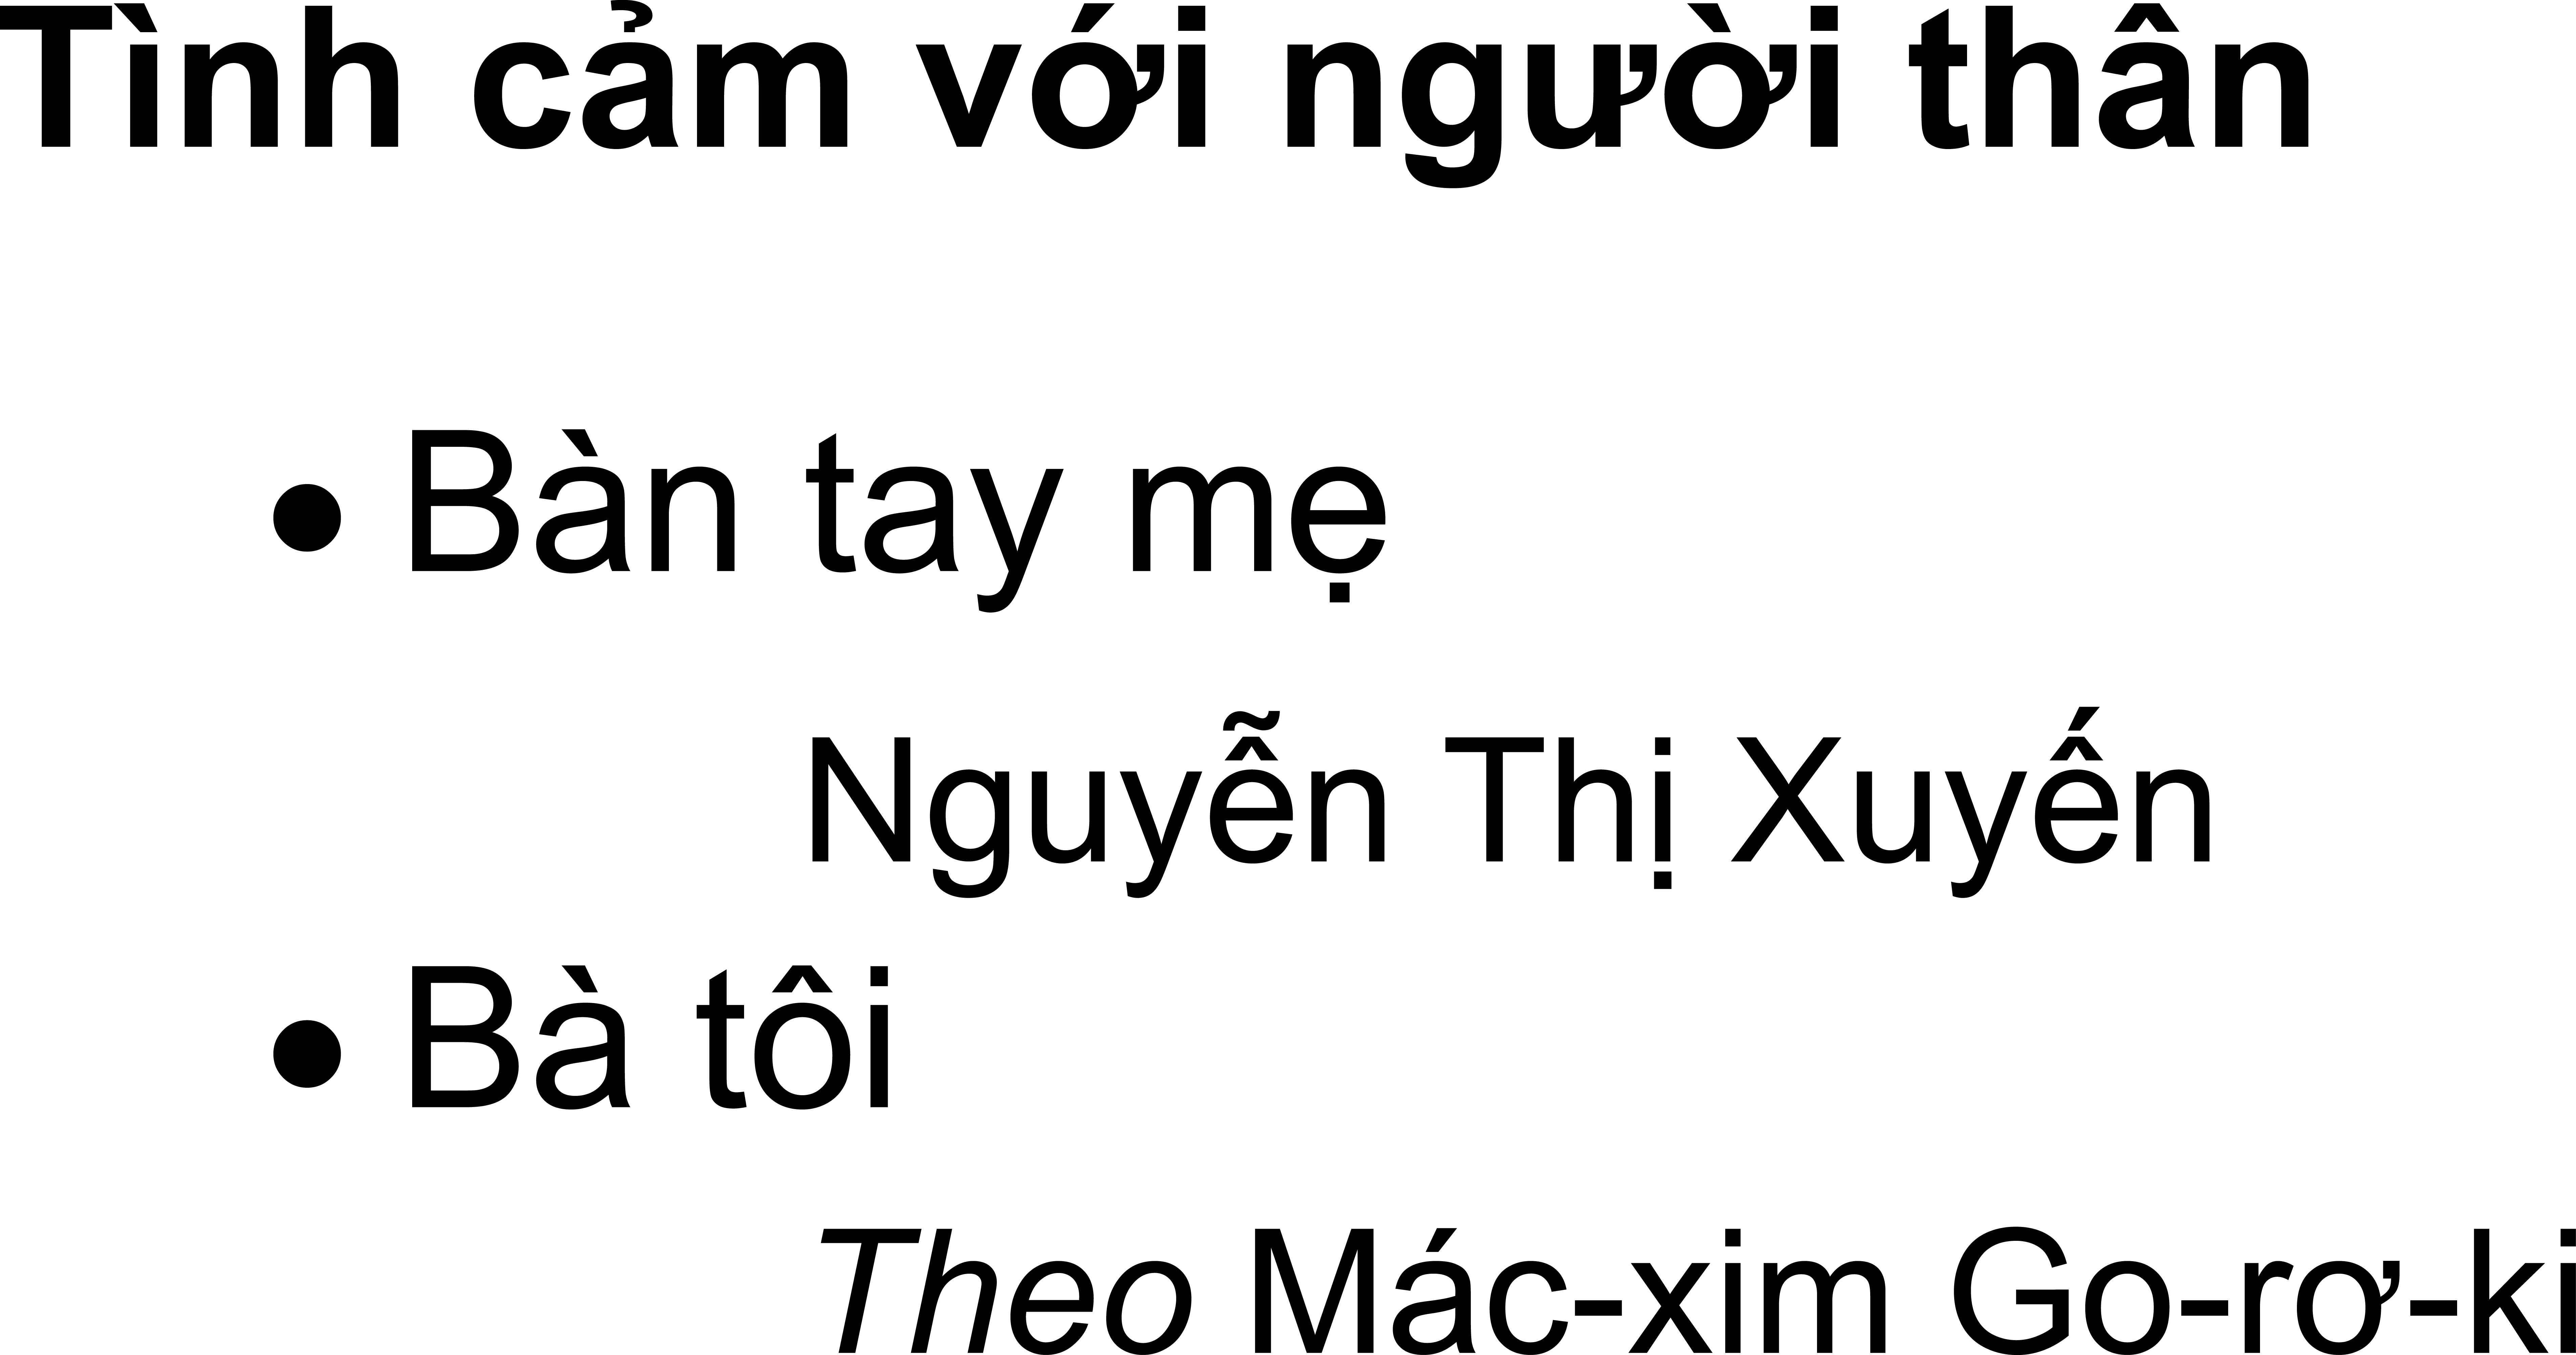 Tình cảm với người thân
• Bàn tay mẹ
Nguyễn Thị Xuyến
• Bà tôi
Theo Mác-xim Go-rơ-ki